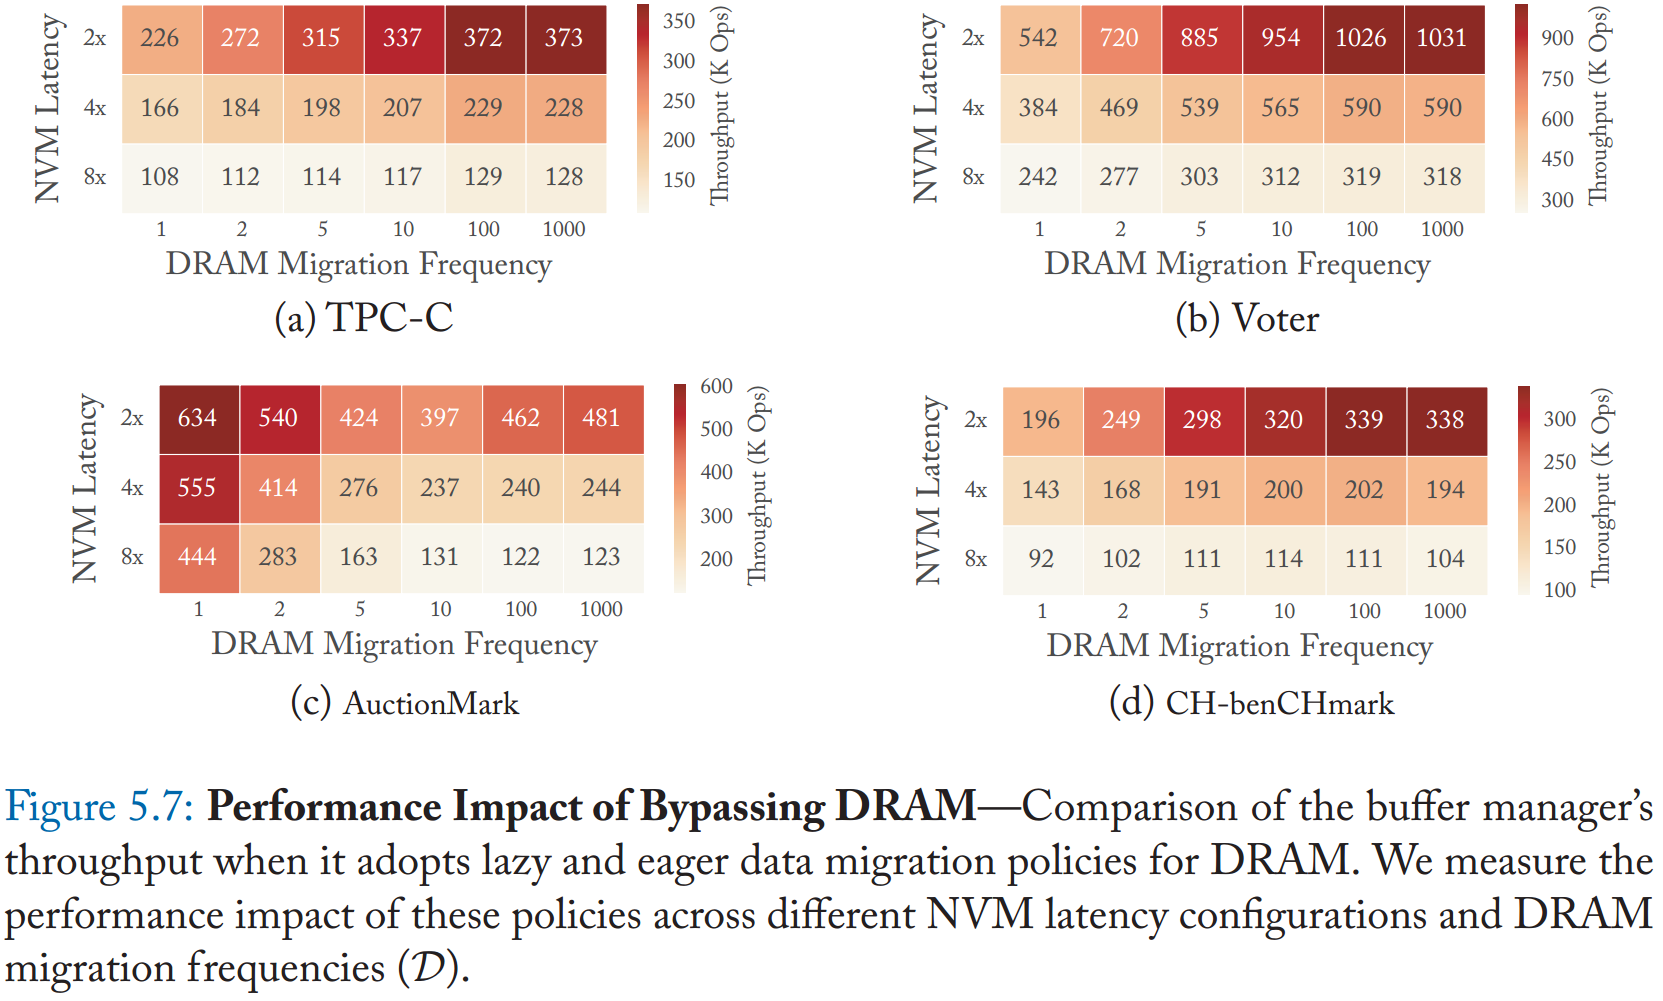 2x 226 272 315 337 372 373
4x 166 184 198 207 229 228
8x 108 112 114 117 129 128
1 2 5 10 100 1000
NVM Latency
DRAM Migration Frequency
350
300
250
200
150
Throughput (K Ops)
(a) TPC-C
2x 542 720 885 954 1026 1031
4x 384 469 539 565 590 590
8x 242 277 303 312 319 318
1 2 5 10 100 1000
NVM Latency
DRAM Migration Frequency
900
750
600
450
300
Throughput (K Ops)
(b) Voter
2x 634 540 424 397 462 481
4x 555 414 276 237 240 244
8x 444 283 163 131 122 123
1 2 5 10 100 1000
NVM Latency
DRAM Migration Frequency
600
500
400
300
200
Throughput (K Ops)
(c) AuctionMark
2x 196 249 298 320 339 338
4x 143 168 191 200 202 194
8x 92 102 111 114 111 104
1 2 5 10 100 1000
NVM Latency
DRAM Migration Frequency
300
250
200
150
100
Throughput (K Ops)
(d) CH-benCHmark
Figure 5.7: Performance Impact of Bypassing DRAM—Comparison of the buffer manager's
throughput when it adopts lazy and eager data migration policies for DRAM. We measure the
performance impact of these policies across different NVM latency configurations and DRAM
migration frequencies (𝒟).